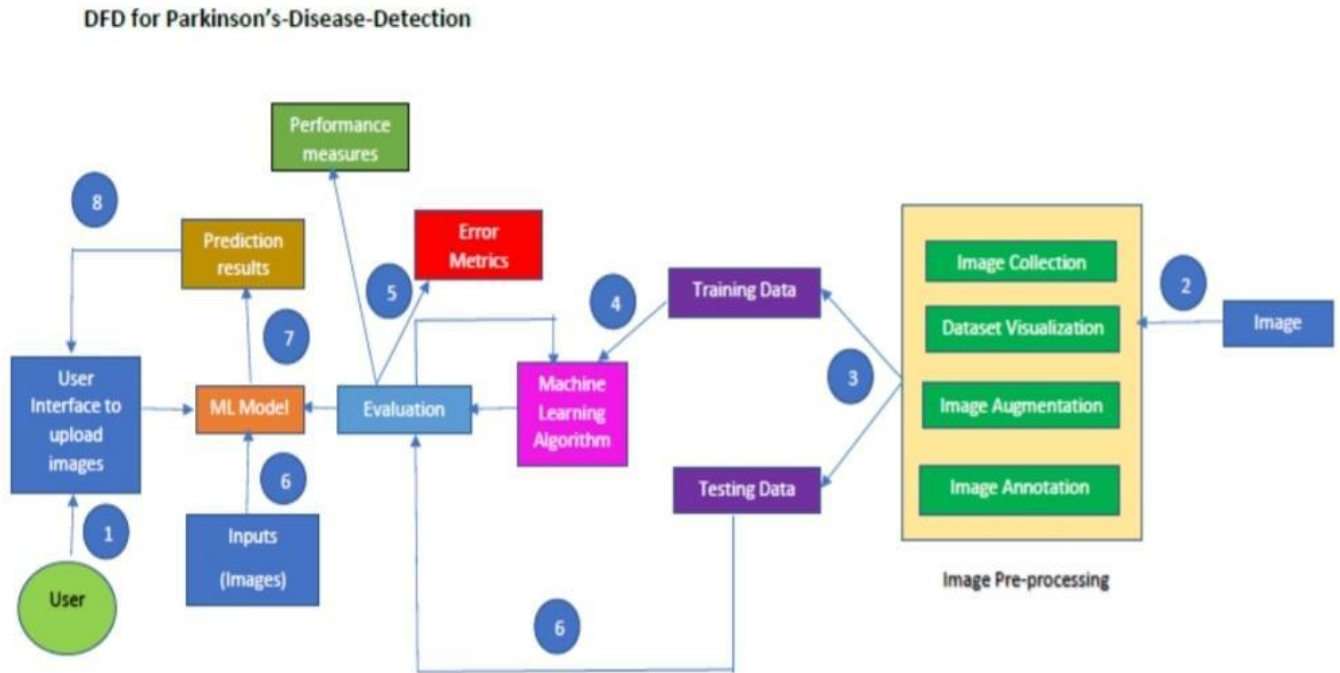 DFD for Parkinson's-Disease-Detection
Performance
measures
8
Prediction
results
Error
Metrics
5
7
4
Training Data
Image Collection
Dataset Visualization
Image Augmentation
Image Annotation
2
Image
3
User
Interface to
upload
images
ML Model
Evaluation
Machine
Learning
Algorithm
Testing Data
6
1
Inputs
(Images)
User
6
Image Pre-processing